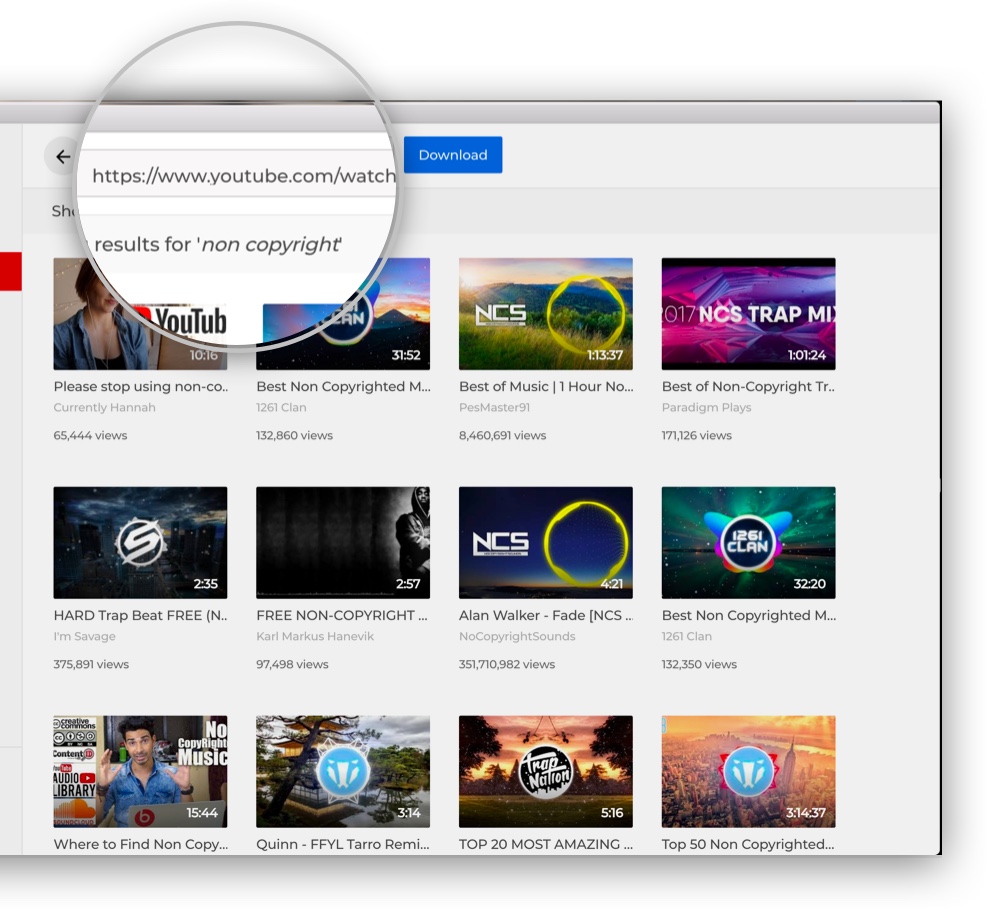 https://www.youtube.com/watch
Download
Sh
results for 'non copyright'
YouTub
10:16
31:52
NCS
1:13:37
2017 NCS TRAP MI
1:01:24
Please stop using non-co..
Best Non Copyrighted M...
Best of Music | 1 Hour No...
Best of Non-Copyright Tr..
Currently Hannah
1261 Clan
PesMaster91
Paradigm Plays
65,444 views
132,860 views
8,460,691 views
171,126 views
2:35
2:57
NCS
4:21
1261
CLAN
32:20
HARD Trap Beat FREE (N..
FREE NON-COPYRIGHT ...
Alan Walker - Fade [NCS ..
Best Non Copyrighted M...
I'm Savage
Karl Markus Hanevik
NoCopyrightSounds
1261 Clan
375,891 views
97,498 views
351,710,982 views
132,350 views
creative
commons
Content ID
No
CopyRight
Music
YouTube
AUDIO
LIBRARY
SOUNDCLOUD
15:44
3:14
Trap
Nation
5:16
3:14:37
Where to Find Non Copy...
Quinn - FFYL Tarro Remi...
TOP 20 MOST AMAZING ...
Top 50 Non Copyrighted...